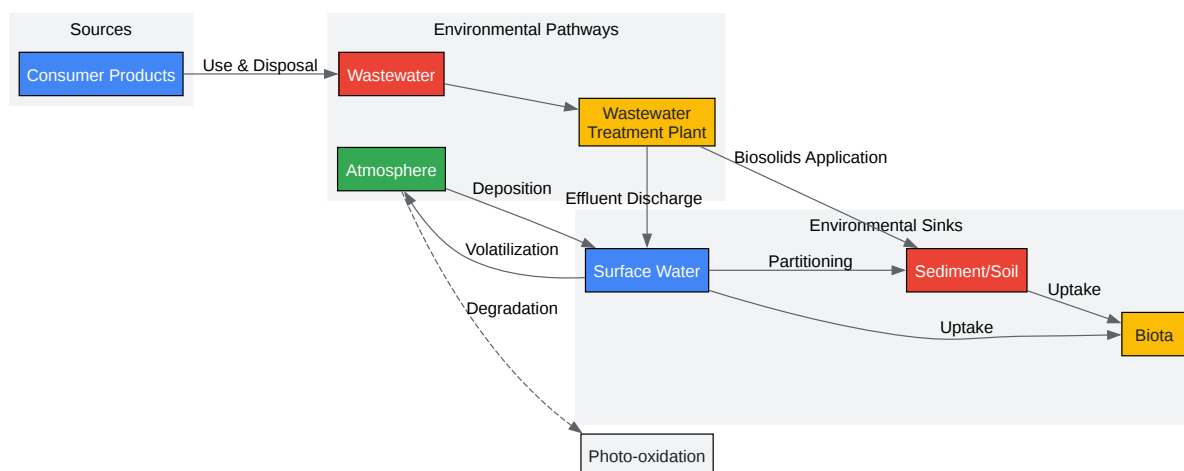 Sources
Environmental Pathways
Consumer Products
Use & Disposal
Wastewater
Wastewater
Treatment Plant
Biosolids Application
Atmosphere
Deposition
Effluent Discharge
Environmental Sinks
Volatilization
Surface Water
Partitioning
Sediment/Soil
Uptake
Degradation
Uptake
Biota
Photo-oxidation